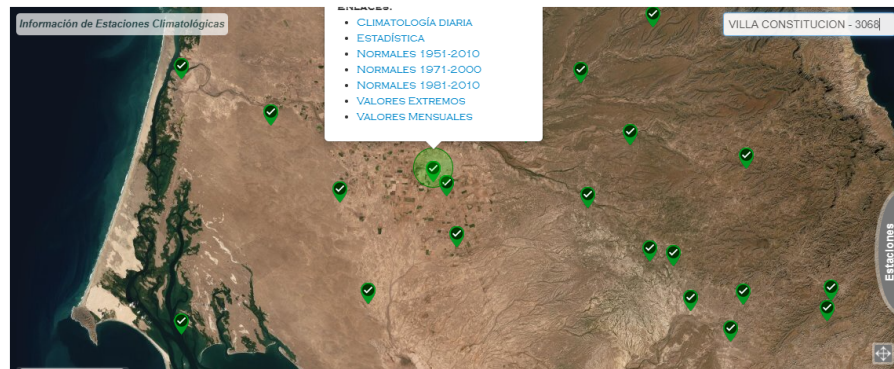 Información de Estaciones Climatológicas
VILLA CONSTITUCION - 3068
ENLACES:
CLIMATOLOGÍA DIARIA
ESTADÍSTICA
NORMALES 1951-2010
NORMALES 1971-2000
NORMALES 1981-2010
VALORES EXTREMOS
VALORES MENSUALES
Estaciones